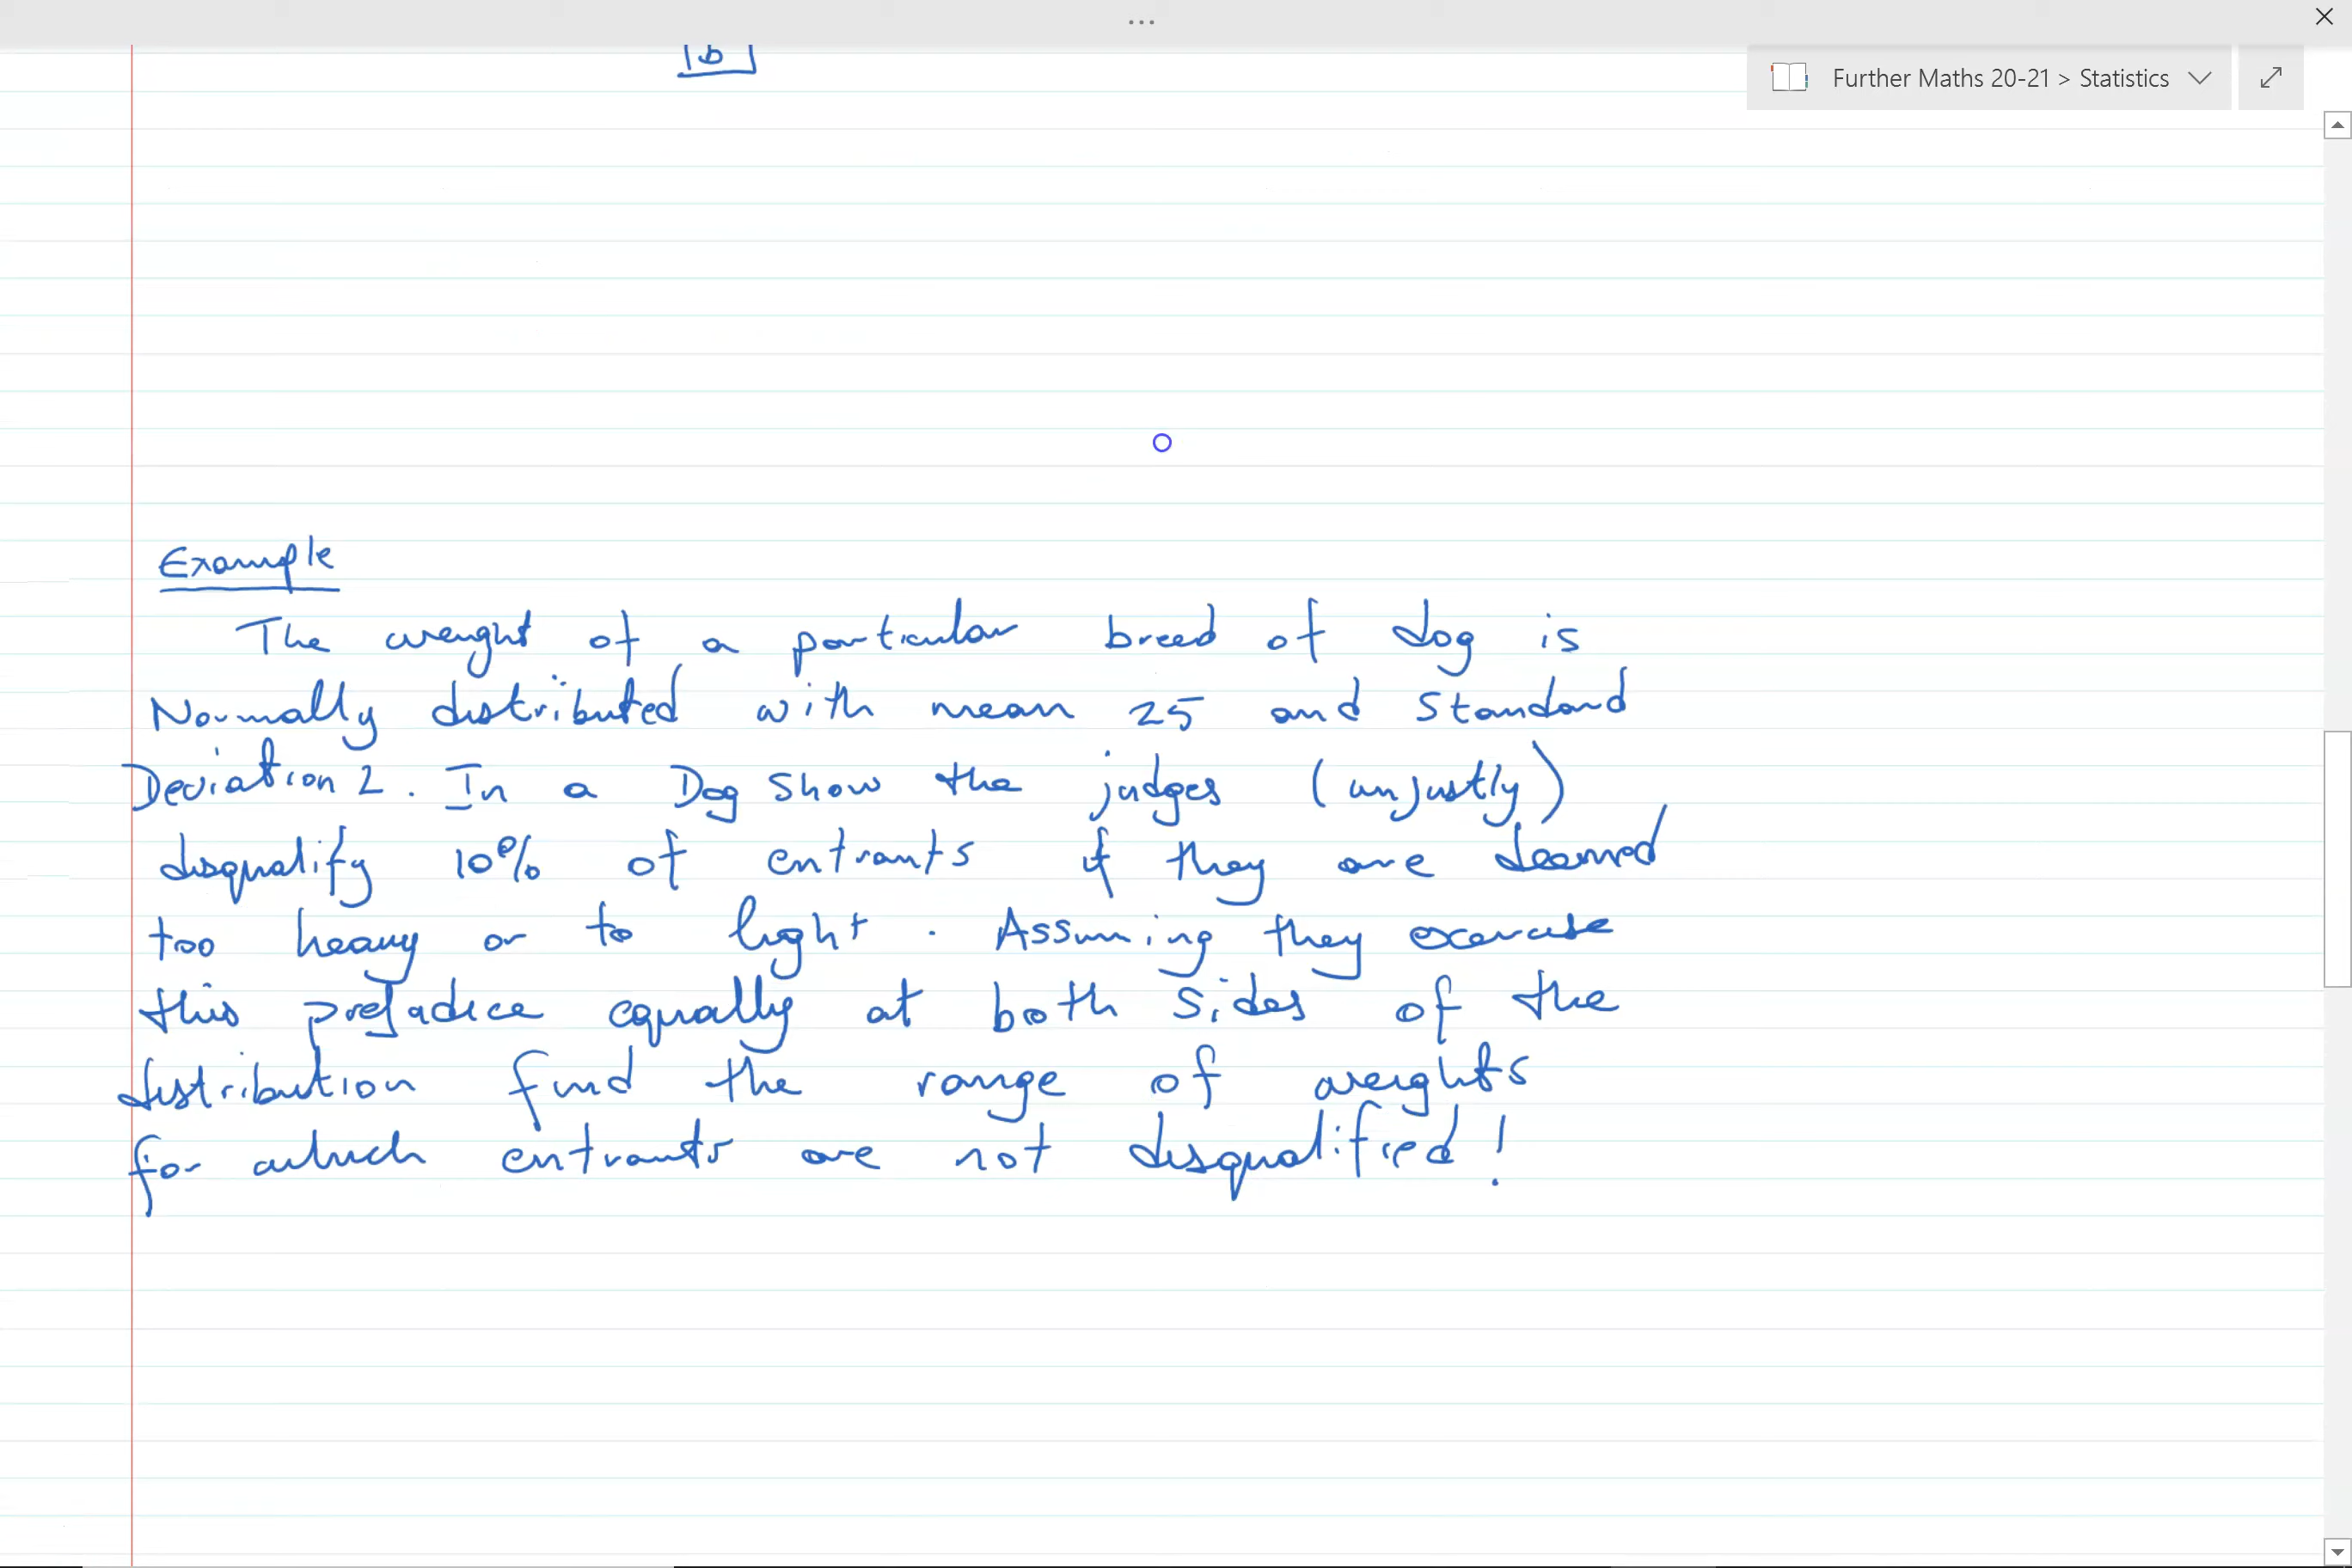 Further Maths 20-21 > Statistics
Example
The weight of a particular breed of dog is
Normally distributed with mean 25 and standard
Deviation 2. In a Dog Show the judges (unjustly)
disqualify 10% of entrants if they are deemed
too heavy or to light. Assuming they
this prejadice equally at both sides of the
distribution find the range of weights
for which entrants are not disqualified!